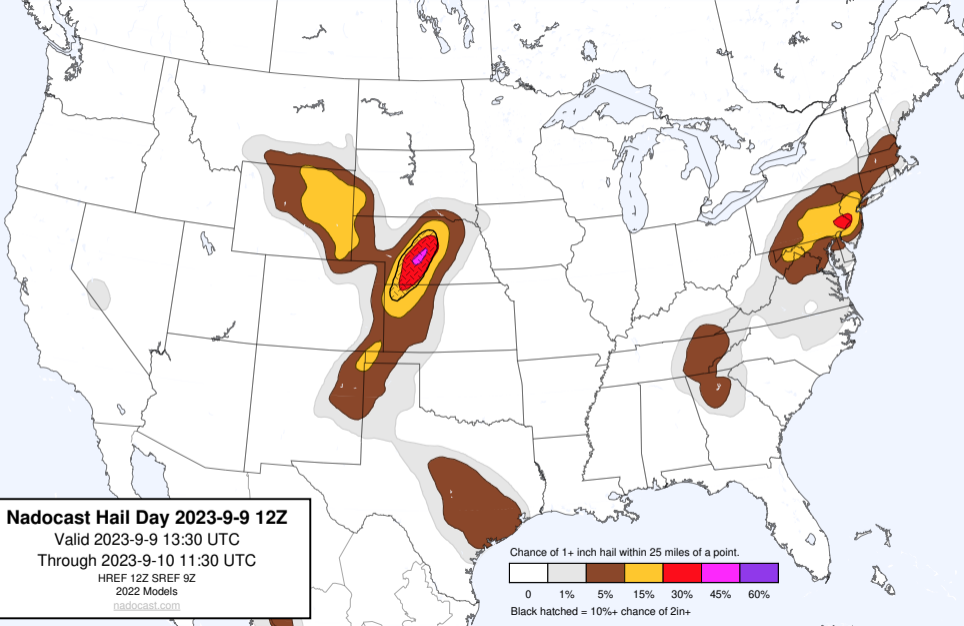 Nadocast Hail Day 2023-9-9 12Z
Valid 2023-9-9 13:30 UTC
Through 2023-9-10 11:30 UTC
HREF 12Z SREF 9Z
2022 Models
nadocast.com
Chance of 1+ inch hail within 25 miles of a point.
0 1% 5% 15% 30% 45% 60%
Black hatched = 10%+ chance of 2in+